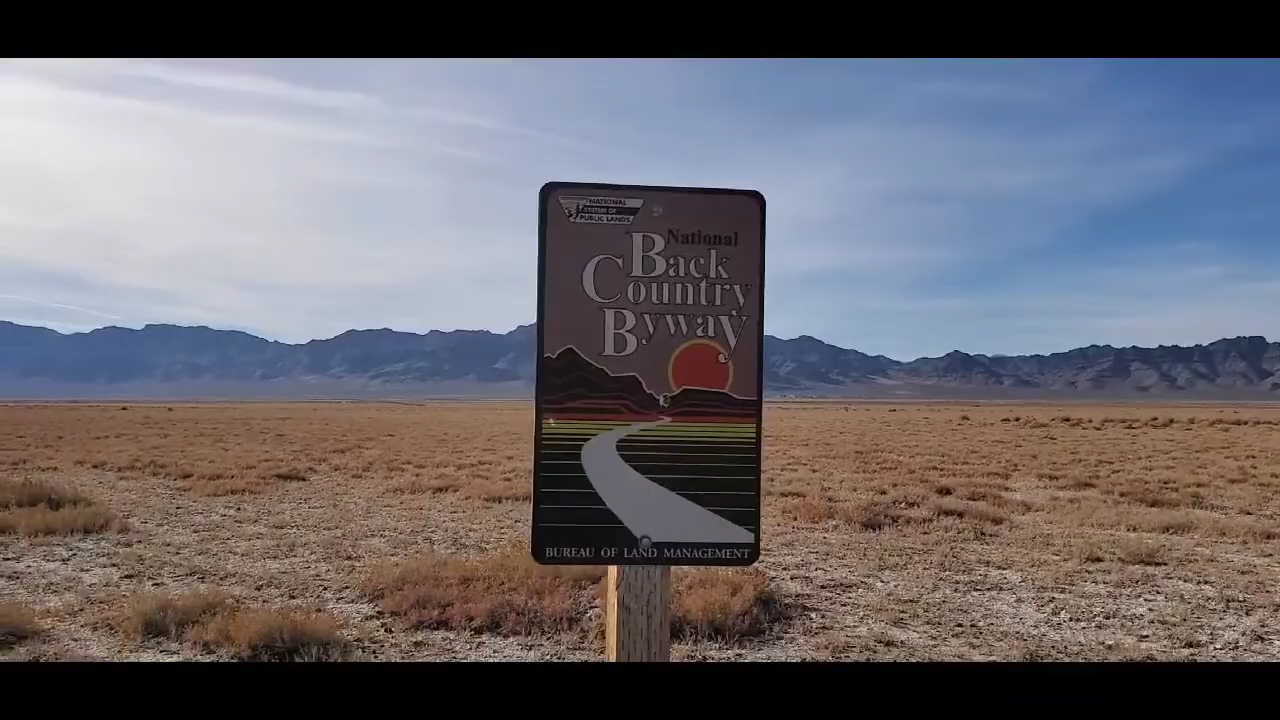 NATIONAL
SYSTEM OF
PUBLIC LANDS
National
Back
Country
Byway
BUREAU OF LAND MANAGEMENT